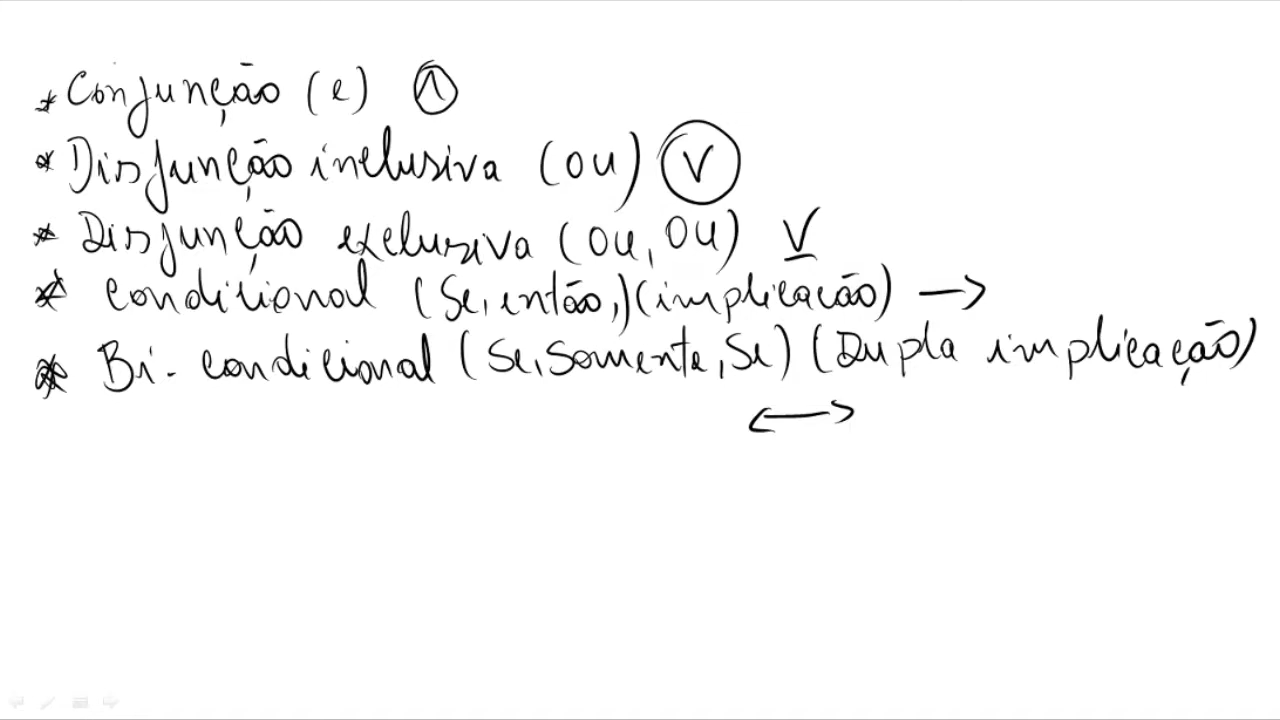 * Conjunção (e) ∧
* Disjunção inclusiva (ou) ∨
* Disjunção exclusiva (ou, ou) ⊻
* condicional (Se, então,) (implicação) →
* Bi-condicional (Se, Somente, Se) (Dupla implicação)
↔